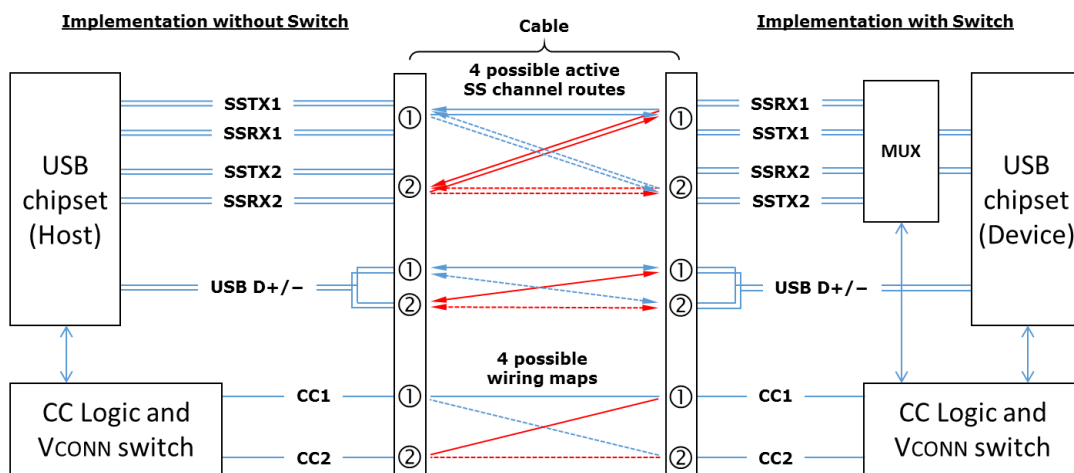 Implementation without Switch
Cable
Implementation with Switch
4 possible active
SS channel routes
USB
chipset
(Host)
SSTX1
SSRX1
SSTX2
SSRX2
USB D+/−
①
②
①
②
①
②
SSRX1
SSTX1
SSRX2
SSTX2
USB D+/−
MUX
USB
chipset
(Device)
①
②
①
②
4 possible
wiring maps
CC Logic and
VCONN switch
CC1
CC2
①
②
CC1
CC2
CC Logic and
VCONN switch